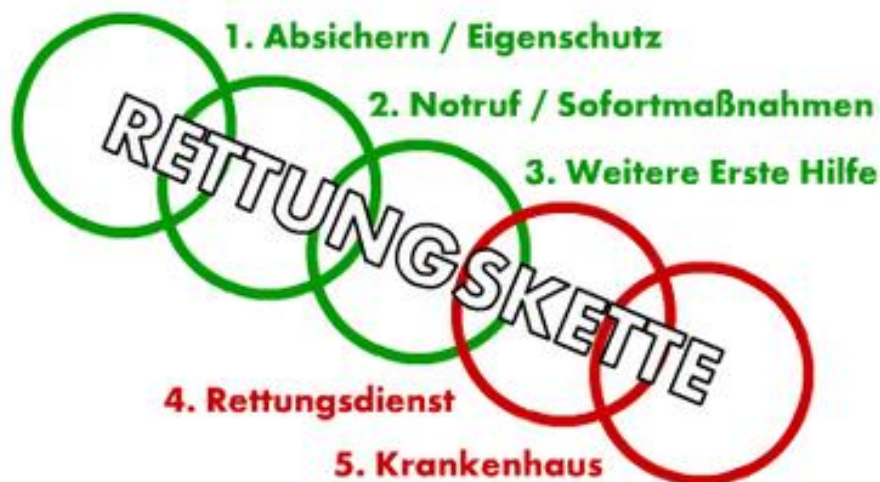 1. Absichern / Eigenschutz
2. Notruf / Sofortmaßnahmen
3. Weitere Erste Hilfe
RETTUNGSKETTE
4. Rettungsdienst
5. Krankenhaus